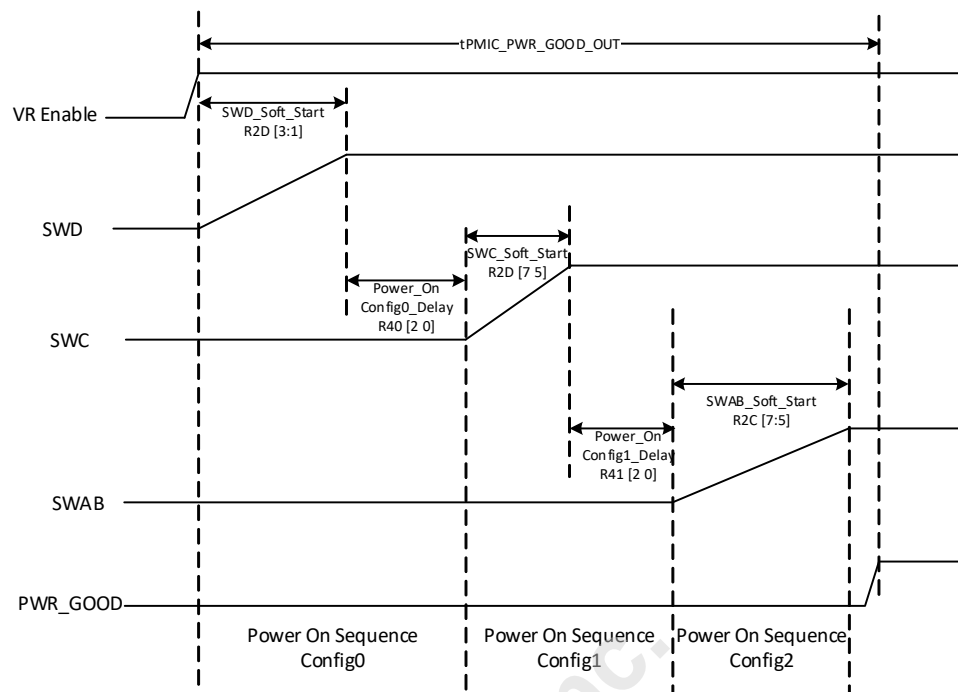 tPMIC_PWR_GOOD_OUT
VR Enable
SWD_Soft_Start
R2D [3:1]
SWD
SWC_Soft_Start
R2D [7 5]
Power_On
Config0_Delay
R40 [2 0]
SWC
SWAB_Soft_Start
R2C [7:5]
Power_On
Config1_Delay
R41 [2 0]
SWAB
PWR_GOOD
Power On Sequence
Config0
Power On Sequence
Config1
Power On Sequence
Config2
nc.